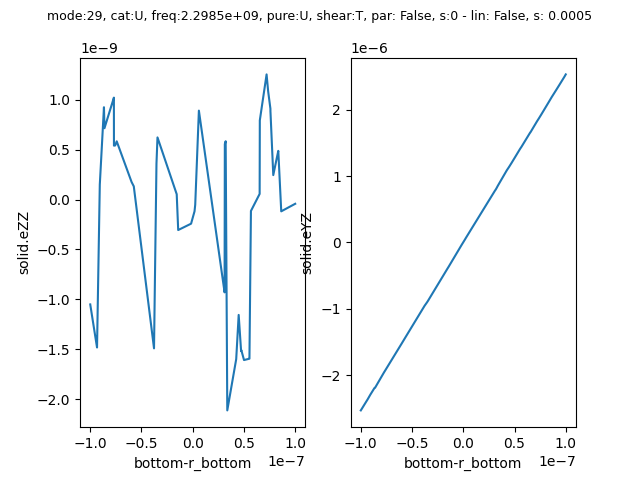 mode:29, cat:U, freq:2.2985e+09, pure:U, shear:T, par: False, s:0 - lin: False, s: 0.0005
1e−9
1.0
0.5
0.0
−0.5
−1.0
−1.5
−2.0
solid.eZZ
−1.0
−0.5
0.0
0.5
1.0
bottom-r_bottom
1e−7
1e−6
2
1
0
−1
−2
solid.eYZ
−1.0
−0.5
0.0
0.5
1.0
bottom-r_bottom
1e−7